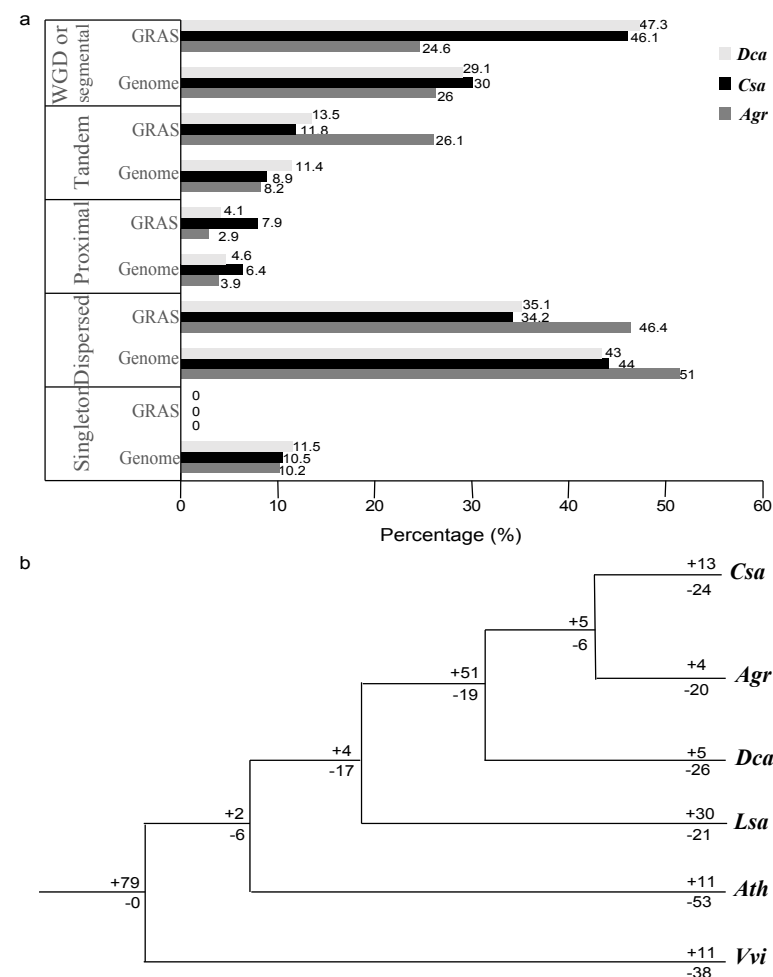 a
WGD or
segmental
GRAS
47.3
46.1
24.6
Genome
29.1
30
26
Dca
Csa
Agr
Tandem
GRAS
13.5
11.8
26.1
Genome
11.4
8.9
8.2
Proximal
GRAS
4.1
7.9
2.9
Genome
4.6
6.4
3.9
Dispersed
GRAS
35.1
34.2
46.4
Genome
43
44
51
Singleton
GRAS
0
0
0
Genome
11.5
10.5
10.2
0 10 20 30 40 50 60
Percentage (%)
b
+13
-24
Csa
+5
-6
+4
-20
Agr
+51
-19
+5
-26
Dca
+4
-17
+30
-21
Lsa
+2
-6
+11
-53
Ath
+79
-0
+11
-38
Vvi